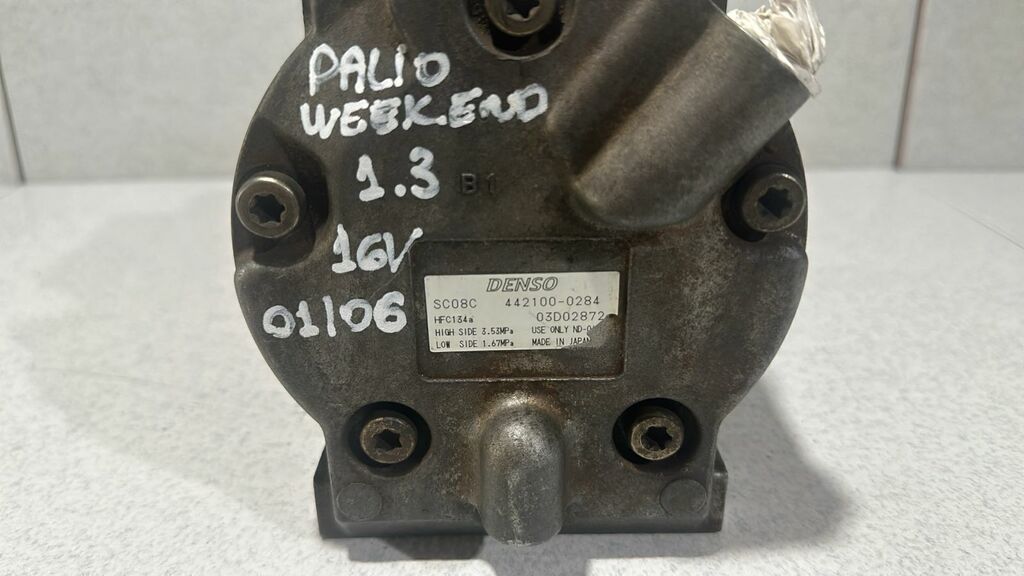 PALIO
WEEKEND
1.3
B1
16V
01/06
DENSO
SC08C 442100-0284
HFC134a 03D02872
HIGH SIDE 3.53MPa USE ONLY
LOW SIDE 1.67MPa MADE IN JAPAN